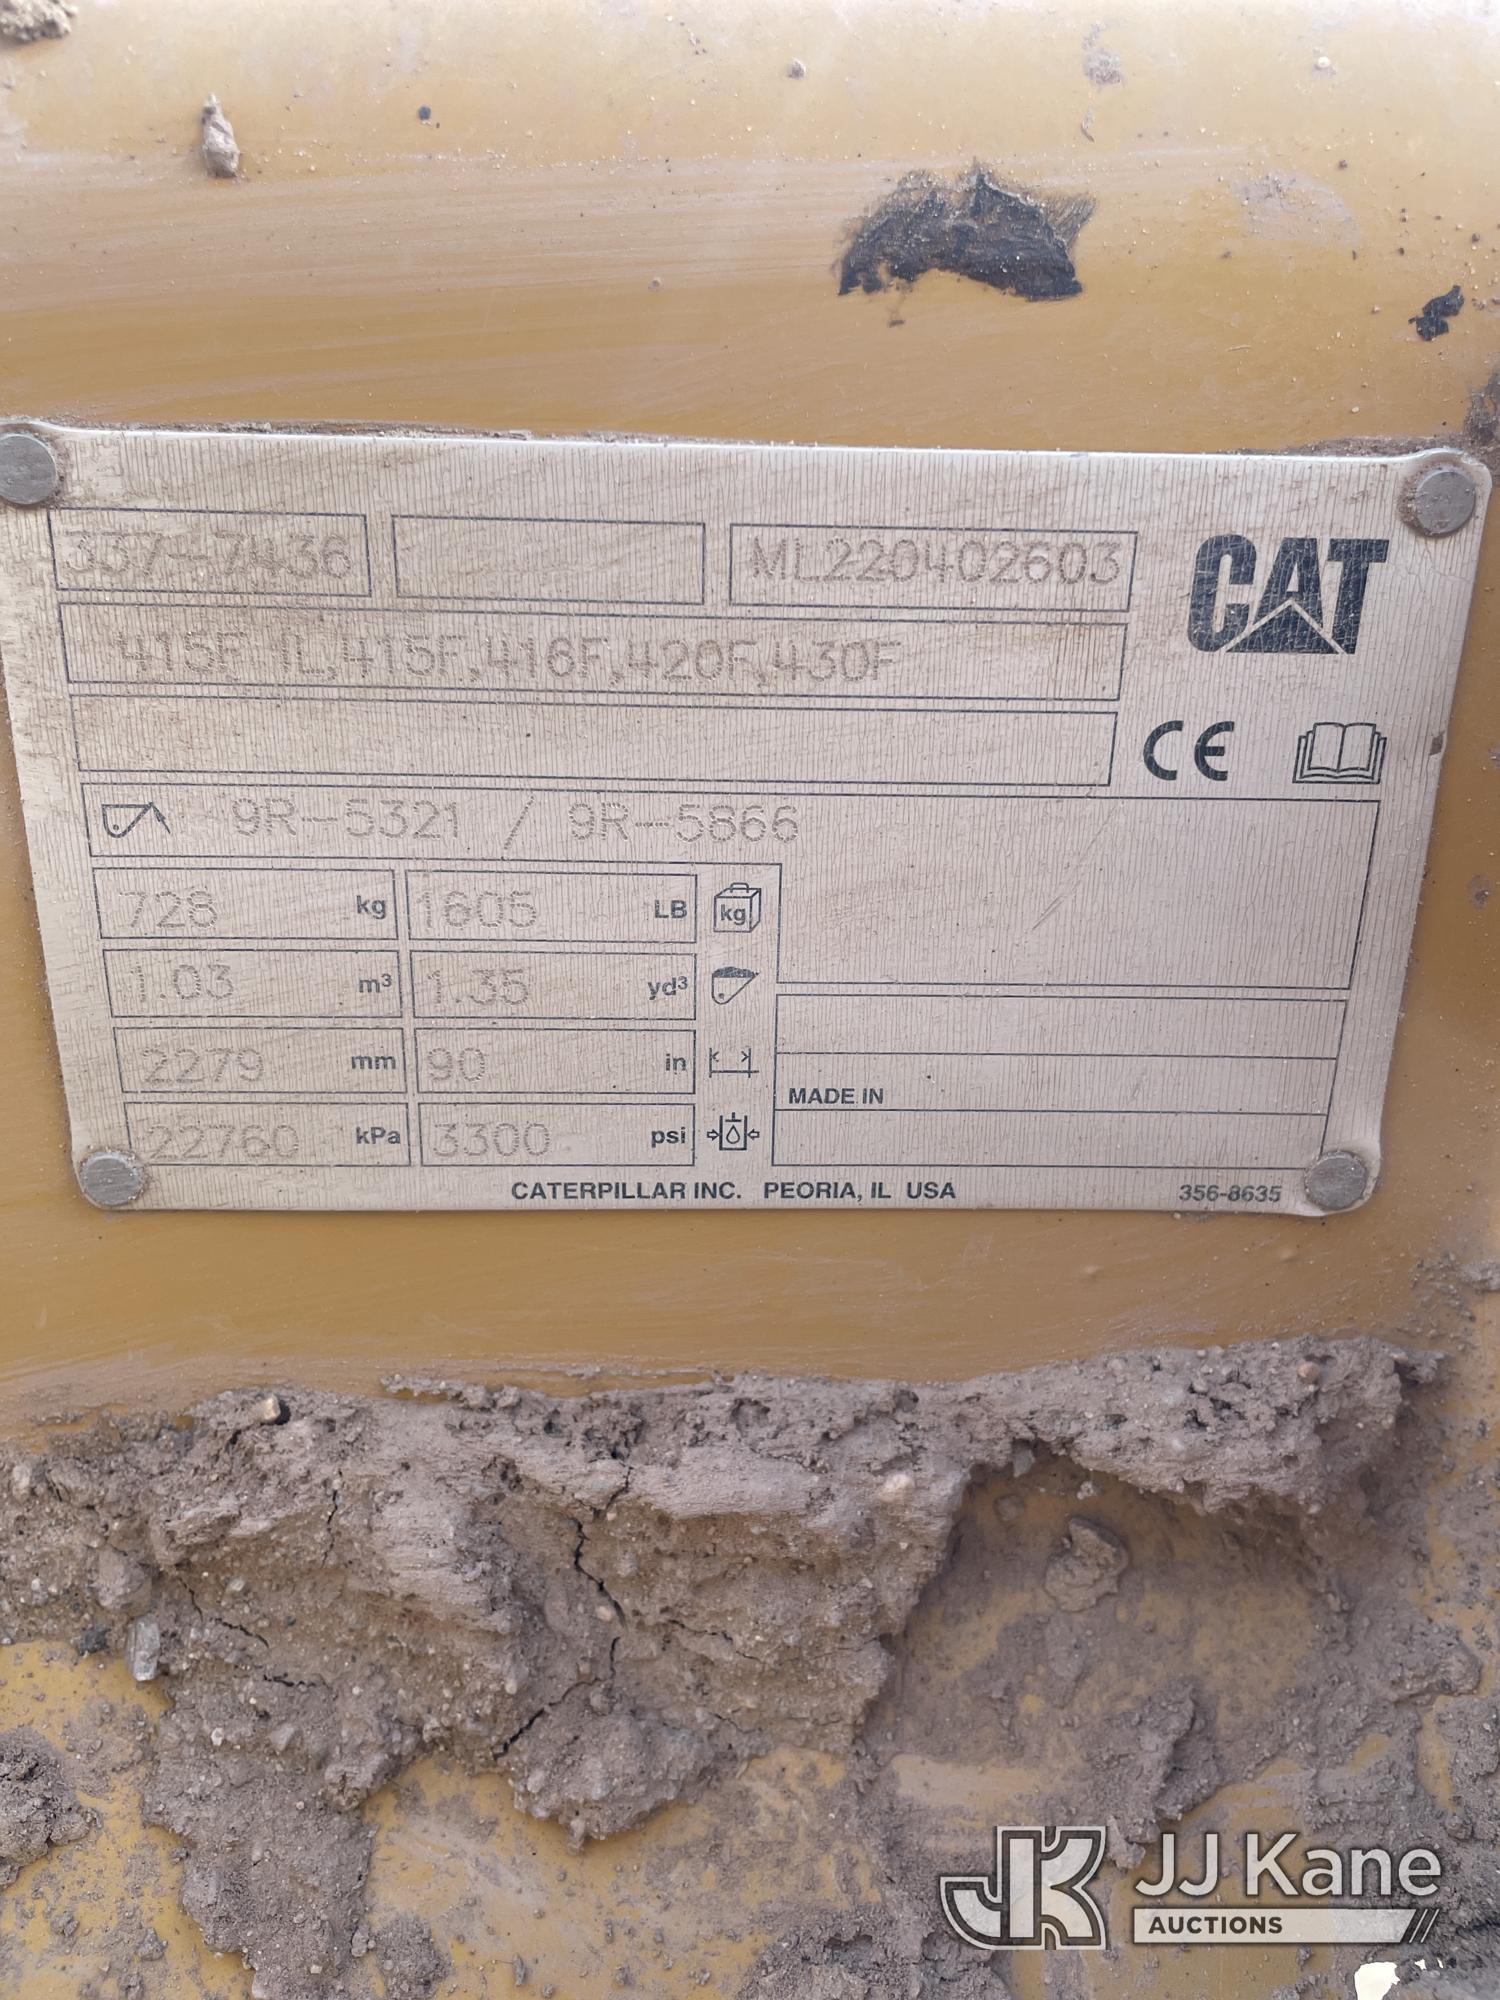 337-7436 ML220402603 CAT
415F 1L,415F,416F,420F,430F
CE
9R-5321 / 9R-5866
728 kg 1605 LB kg
1.03 m³ 1.35 yd³
2279 mm 90 in
MADE IN
22760 kPa 3300 psi
CATERPILLAR INC. PEORIA, IL USA 356-8635
JK JJ Kane
AUCTIONS